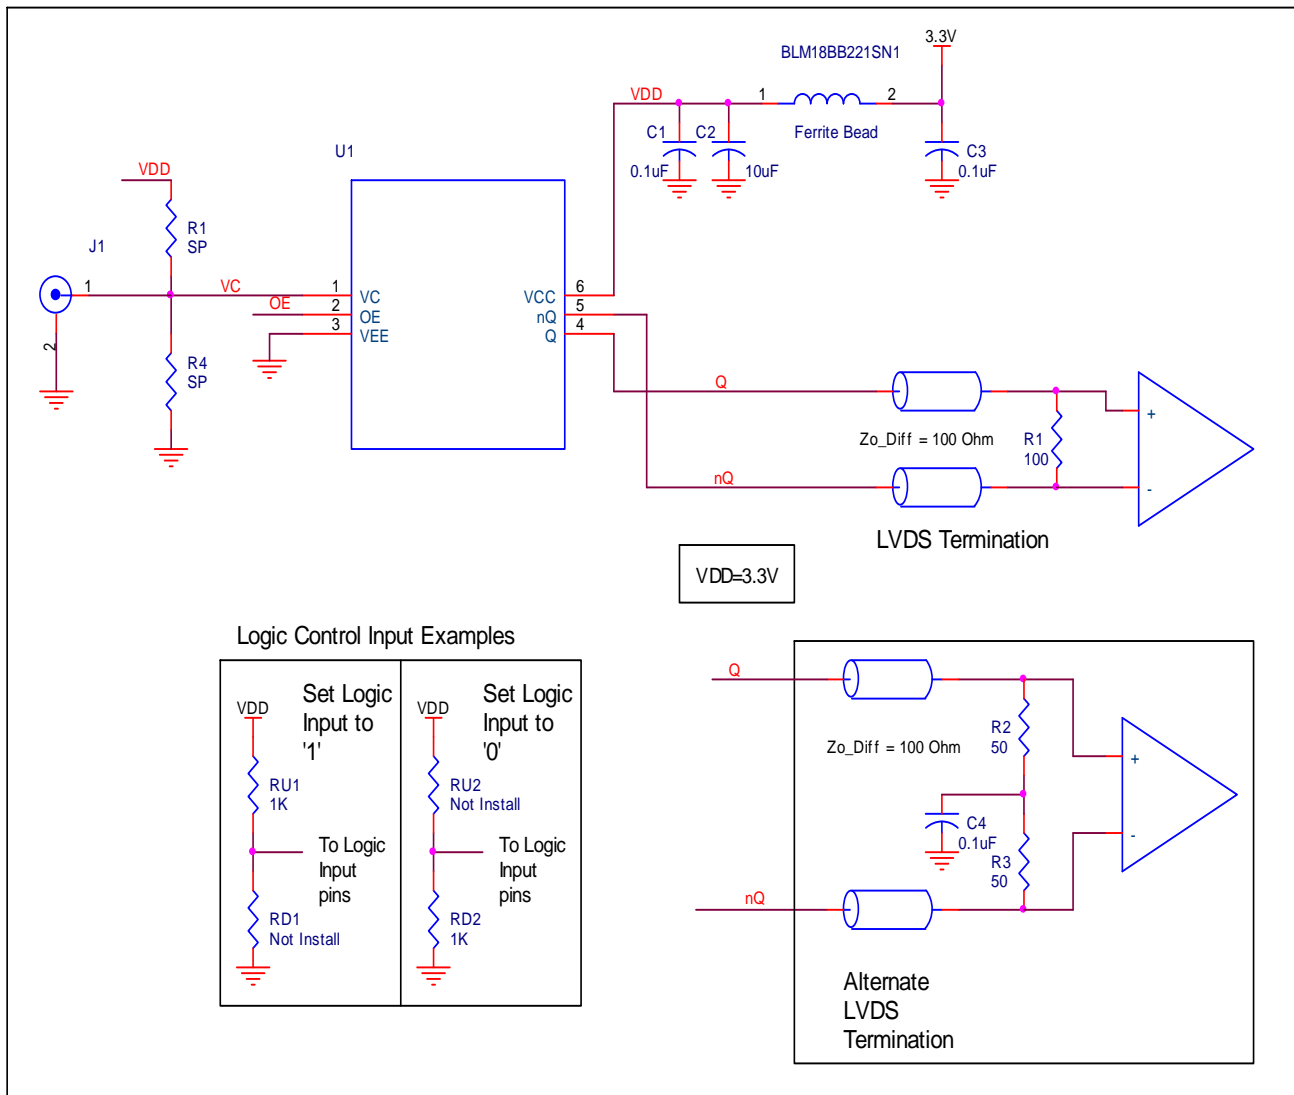 3.3V
BLM18BB221SN1
VDD
1
2
C1
C2
Ferrite Bead
C3
0.1uF
10uF
0.1uF
U1
VDD
R1
SP
J1
1
VC
1
VC
OE
2
OE
3
VEE
VCC
6
nQ
5
Q
4
2
R4
SP
Q
Zo_Diff = 100 Ohm
R1
100
+
-
nQ
LVDS Termination
VDD=3.3V
Logic Control Input Examples
Set Logic
Input to
'1'
VDD
RU1
1K
To Logic
Input
pins
RD1
Not Install
Set Logic
Input to
'0'
VDD
RU2
Not Install
To Logic
Input
pins
RD2
1K
Q
Zo_Diff = 100 Ohm
R2
50
+
-
C4
0.1uF
R3
50
nQ
Alternate
LVDS
Termination